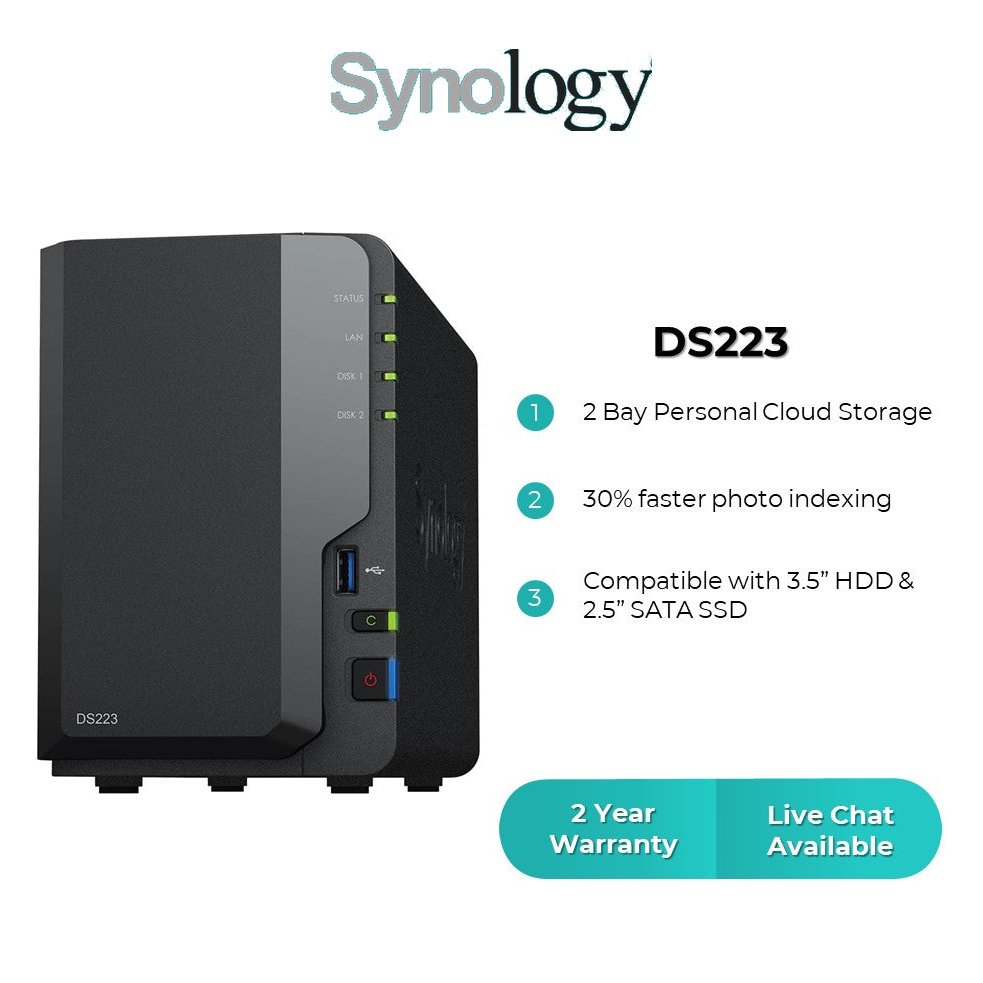 Synology
STATUS
LAN
DISK 1
DISK 2
C
DS223
DS223
1
2 Bay Personal Cloud Storage
2
30% faster photo indexing
3
Compatible with 3.5” HDD &
2.5” SATA SSD
2 Year
Warranty
Live Chat
Available